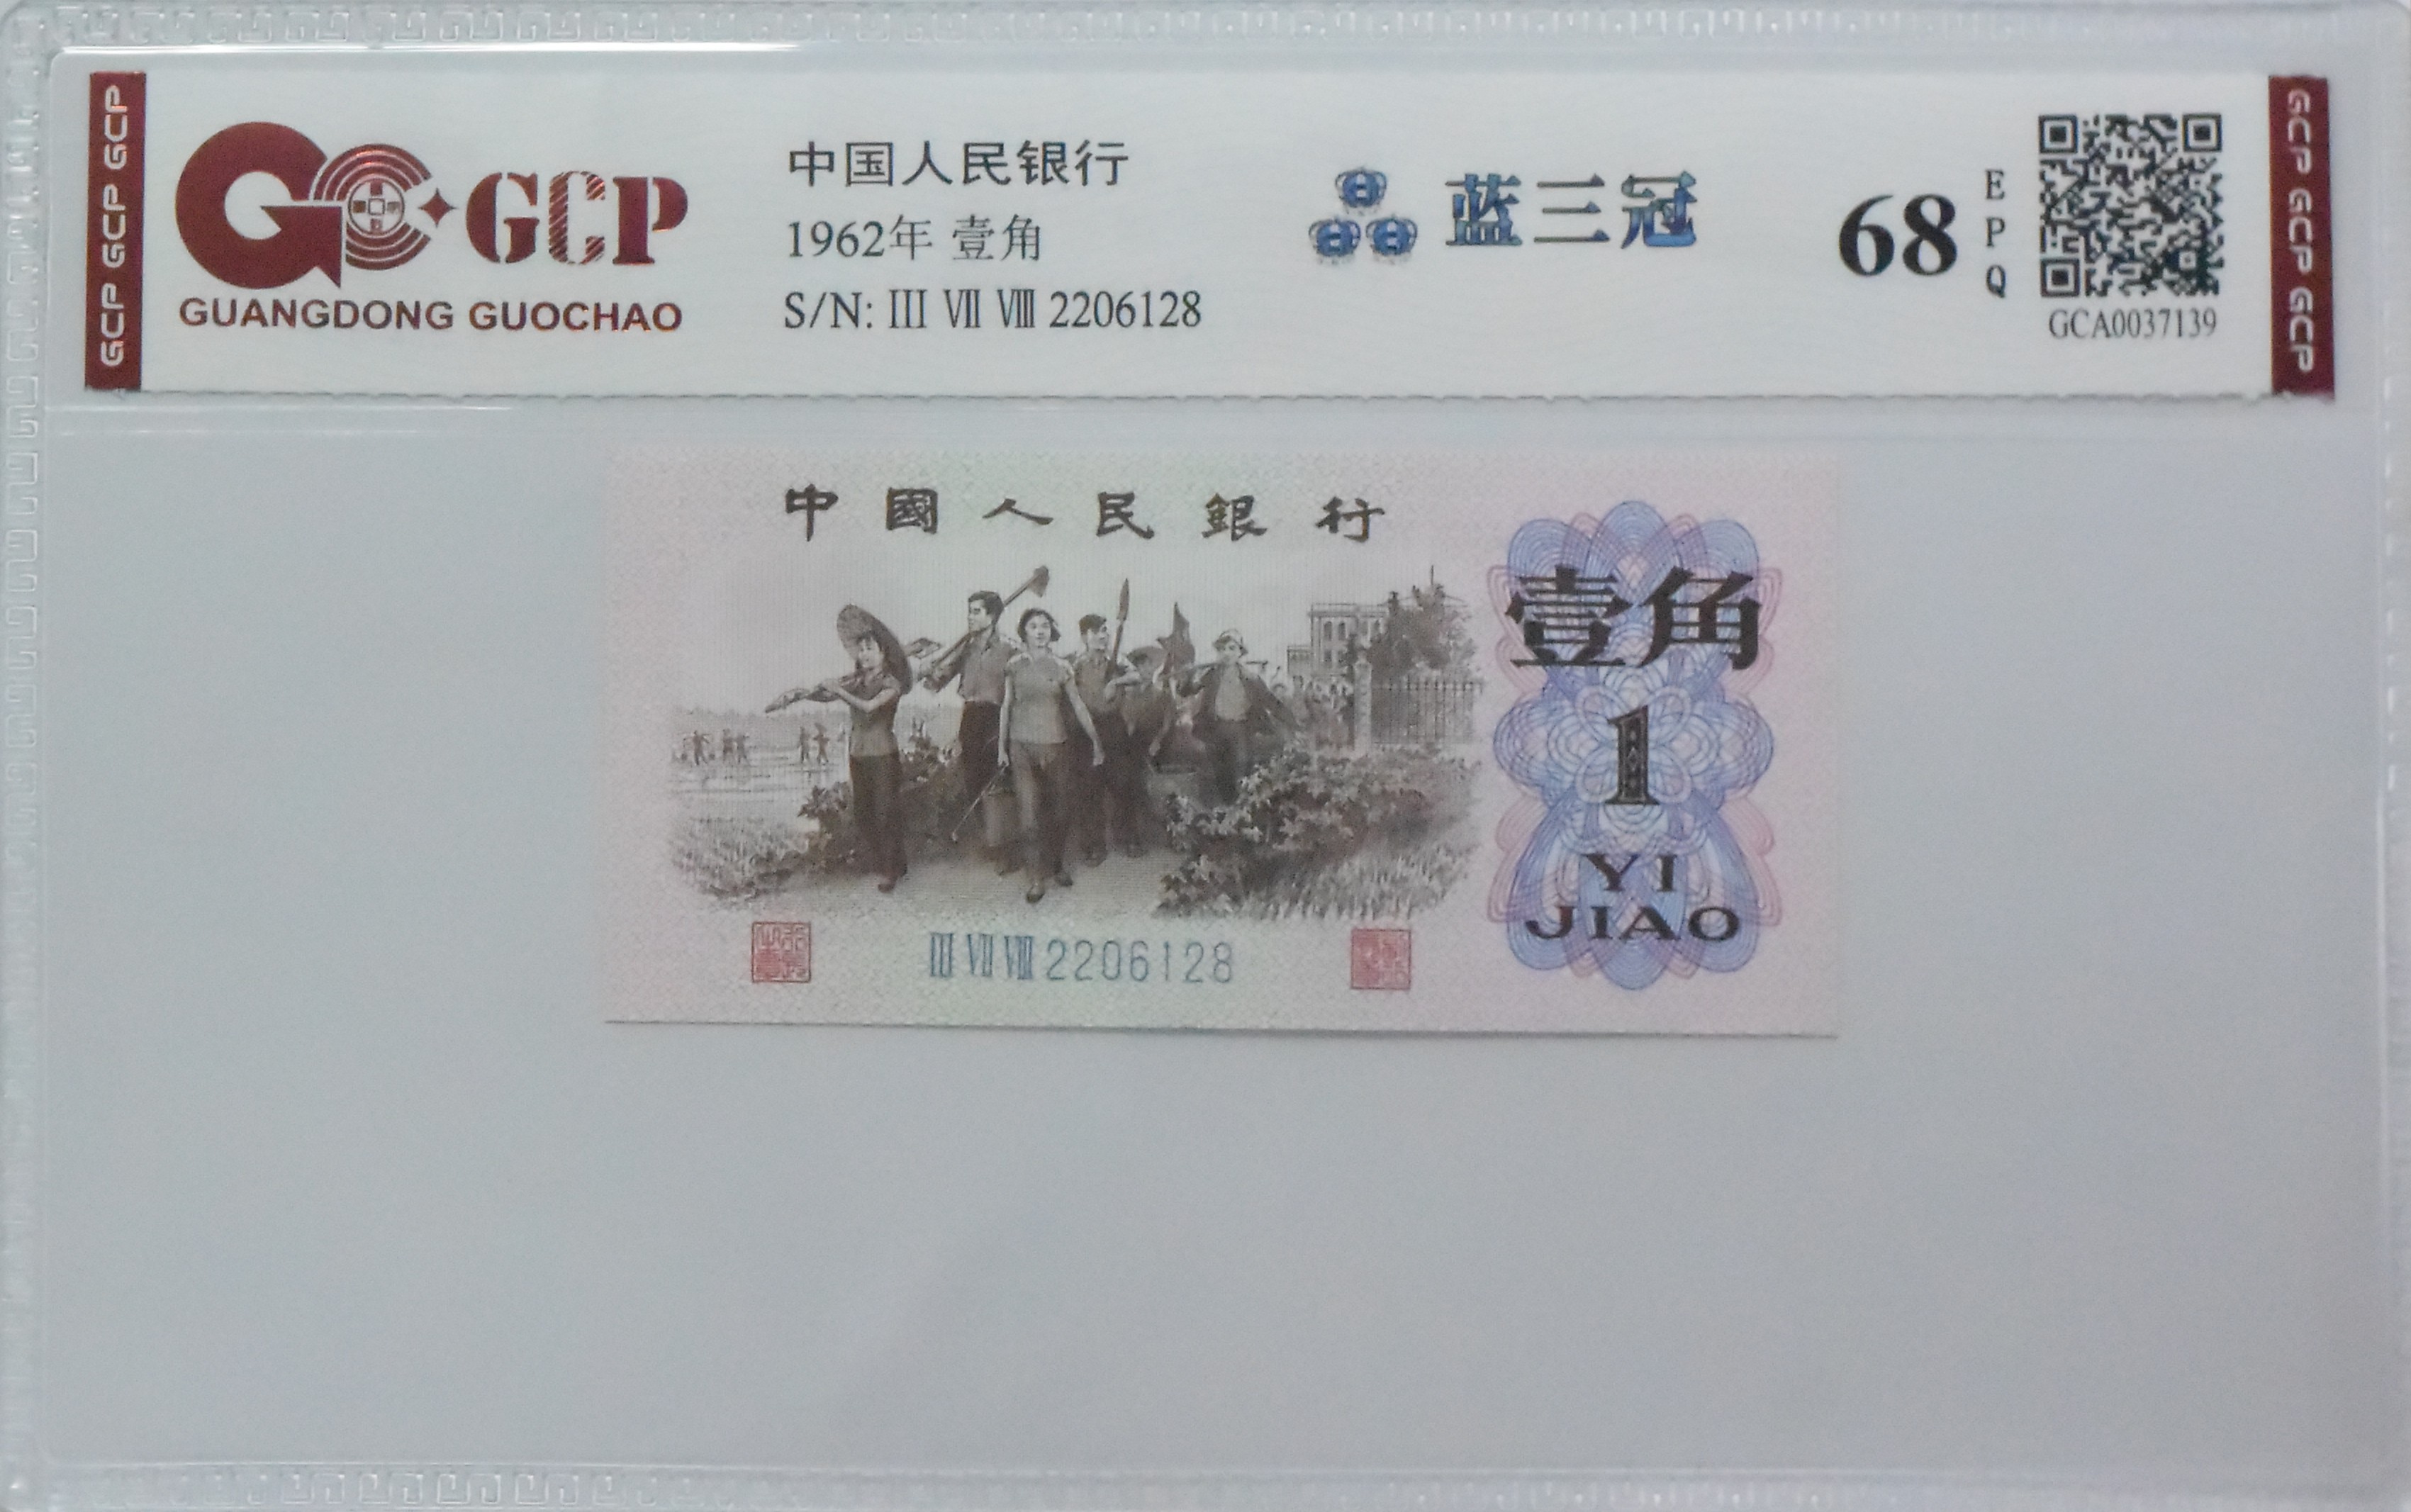 GCP GCP GCP
GCP
GUANGDONG GUOCHAO
中国人民银行
1962年 壹角
S/N: III VII VIII 2206128
蓝三冠
68
EPQ
GCA0037139
GCP GCP GCP
中國人民銀行
壹角
1
YI
JIAO
III VII VIII 2206128